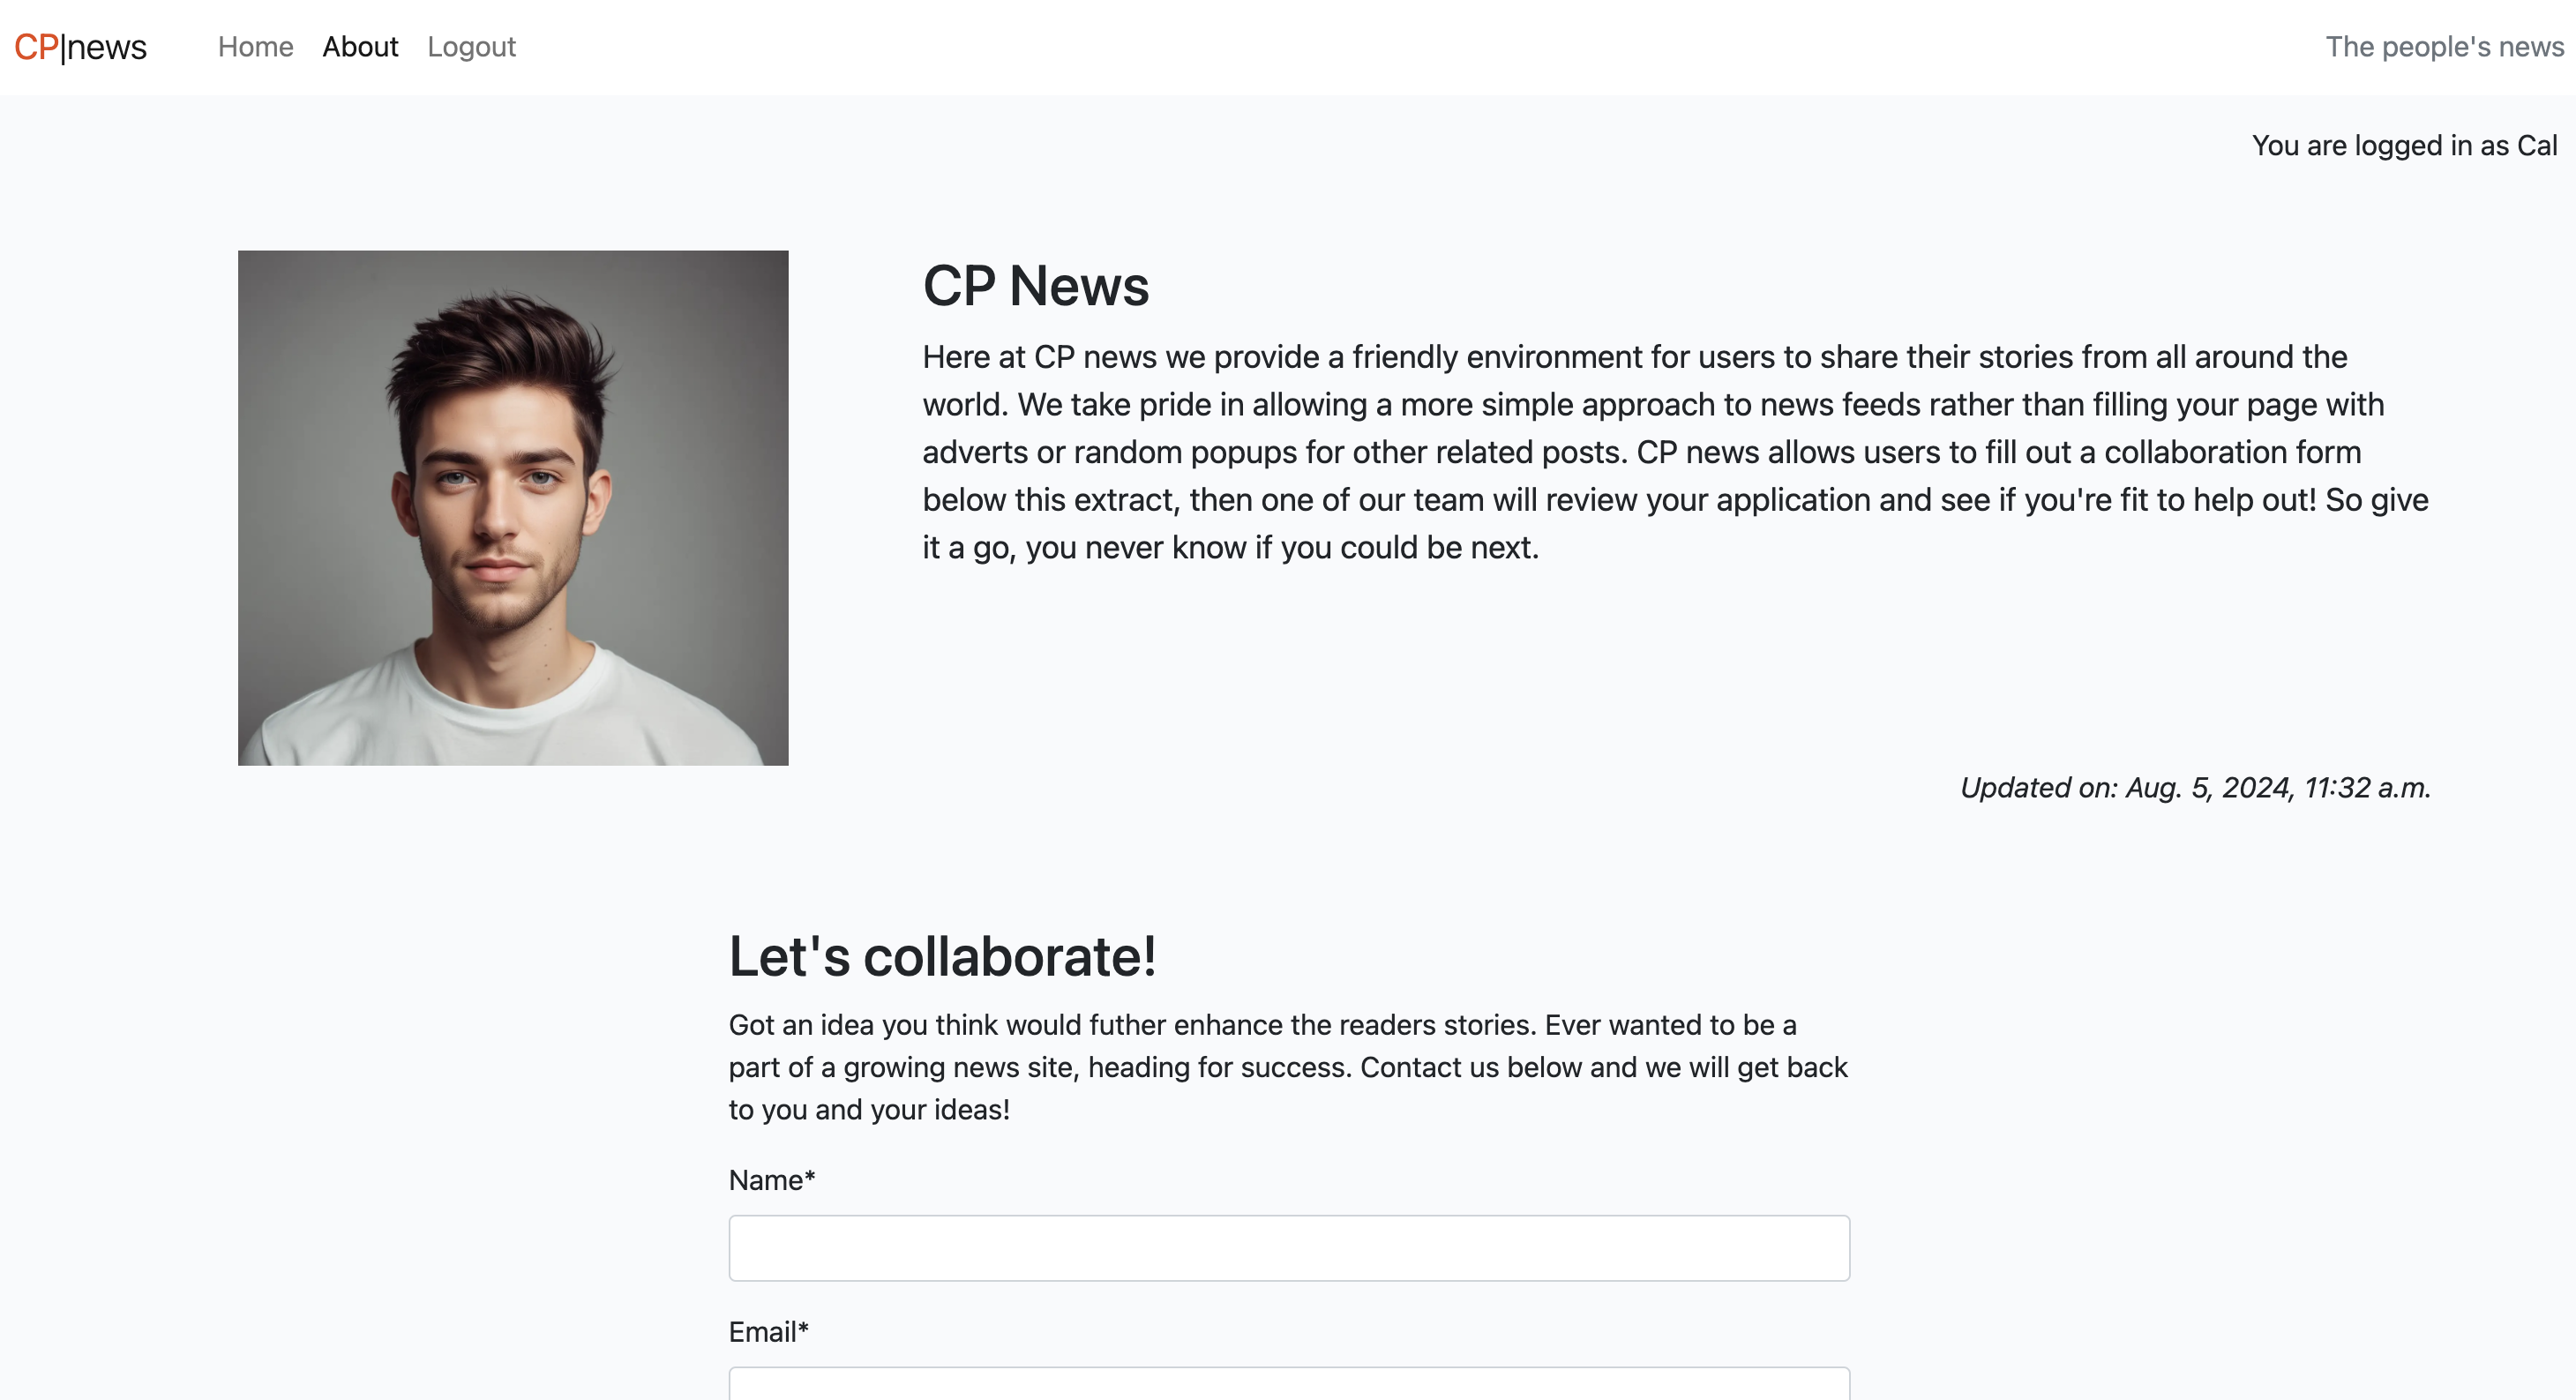 CP|news Home About Logout The people's news
You are logged in as Cal
CP News
Here at CP news we provide a friendly environment for users to share their stories from all around the
world. We take pride in allowing a more simple approach to news feeds rather than filling your page with
adverts or random popups for other related posts. CP news allows users to fill out a collaboration form
below this extract, then one of our team will review your application and see if you're fit to help out! So give
it a go, you never know if you could be next.
Updated on: Aug. 5, 2024, 11:32 a.m.
Let's collaborate!
Got an idea you think would futher enhance the readers stories. Ever wanted to be a
part of a growing news site, heading for success. Contact us below and we will get back
to you and your ideas!
Name*
Email*